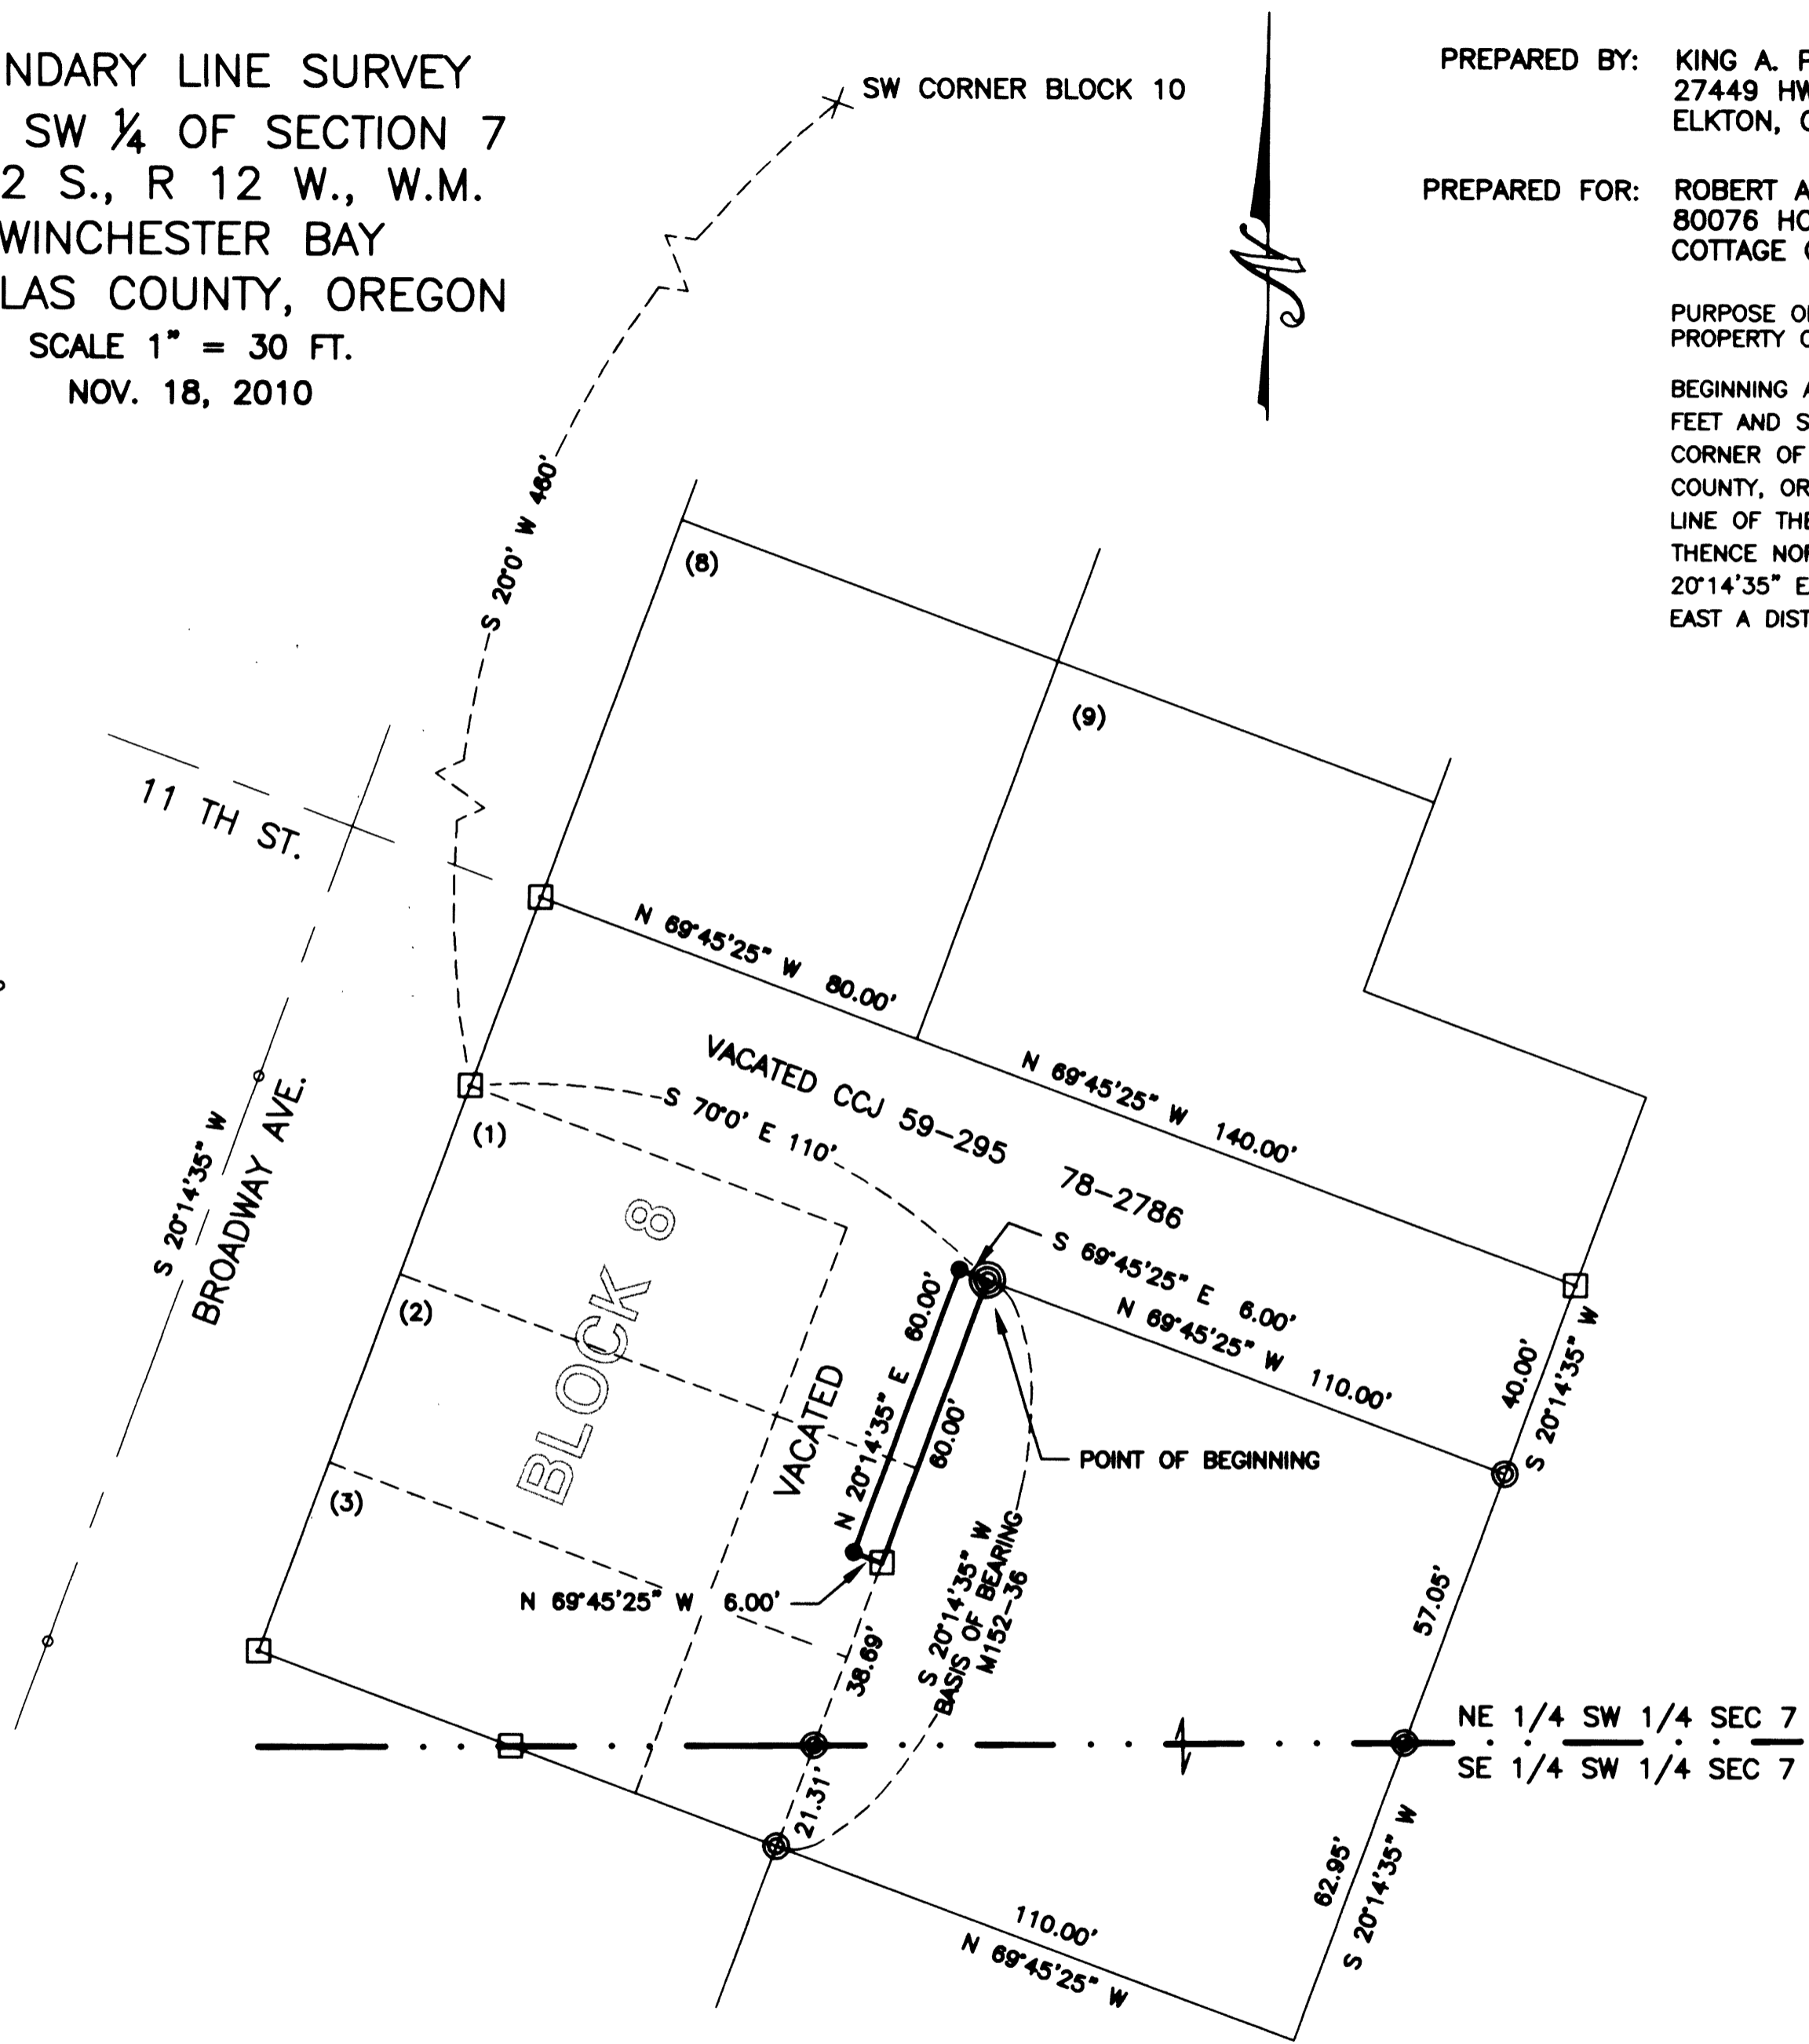 NDARY LINE SURVEY
SW ¼ OF SECTION 7
2 S., R 12 W., W.M.
WINCHESTER BAY
LAS COUNTY, OREGON
SCALE 1" = 30 FT.
NOV. 18, 2010
SW CORNER BLOCK 10
PREPARED BY: KING A.
27449 HW
ELKTON,
PREPARED FOR: ROBERT A
80076 HO
COTTAGE
PURPOSE
PROPERTY
BEGINNING A
FEET AND S
CORNER OF
COUNTY, OR
LINE OF THE
THENCE NOR
20°14'35" E
EAST A DIST
S 20°0' W 460'
(8)
(9)
11 TH ST.
N 69°45'25" W 80.00'
VACATED CCJ 59-295 78-2786
N 69°45'25" W 140.00'
S 70°0' E 110'
(1)
(2)
(3)
BLOCK 8
S 20°14'35" W
BROADWAY AVE.
VACATED
S 69°45'25" E 6.00'
N 69°45'25" W 110.00'
N 20°14'35" E 60.00'
60.00'
POINT OF BEGINNING
40.00'
S 20°14'35" W
N 69°45'25" W 6.00'
38.69'
S 20°14'35" W
BASIS OF BEARING
M152-36
57.05'
NE 1/4 SW 1/4 SEC 7
SE 1/4 SW 1/4 SEC 7
21.31'
62.95'
S 20°14'35" W
110.00'
N 69°45'25" W